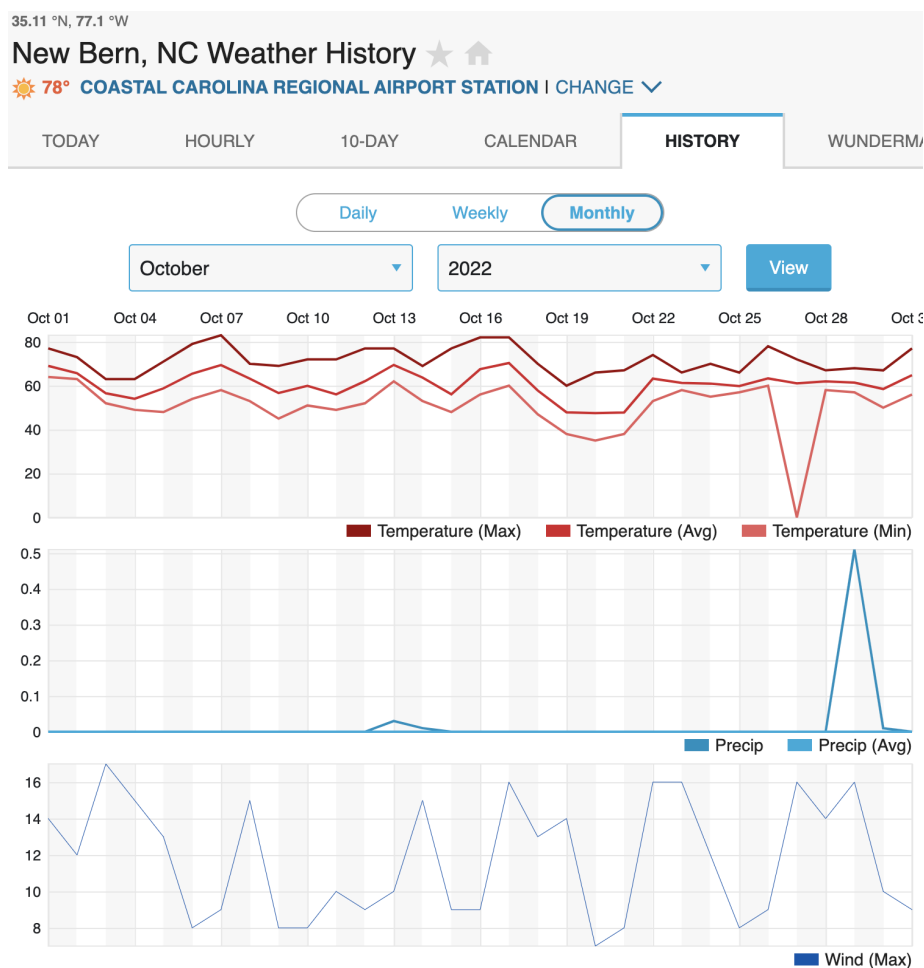 35.11 °N, 77.1 °W
New Bern, NC Weather History
78° COASTAL CAROLINA REGIONAL AIRPORT STATION | CHANGE
TODAY HOURLY 10-DAY CALENDAR HISTORY WUNDERMA
Daily Weekly Monthly
October 2022 View
Oct 01 Oct 04 Oct 07 Oct 10 Oct 13 Oct 16 Oct 19 Oct 22 Oct 25 Oct 28 Oct 3
80
60
40
20
0
Temperature (Max) Temperature (Avg) Temperature (Min)
0.5
0.4
0.3
0.2
0.1
0
Precip Precip (Avg)
16
14
12
10
8
Wind (Max)